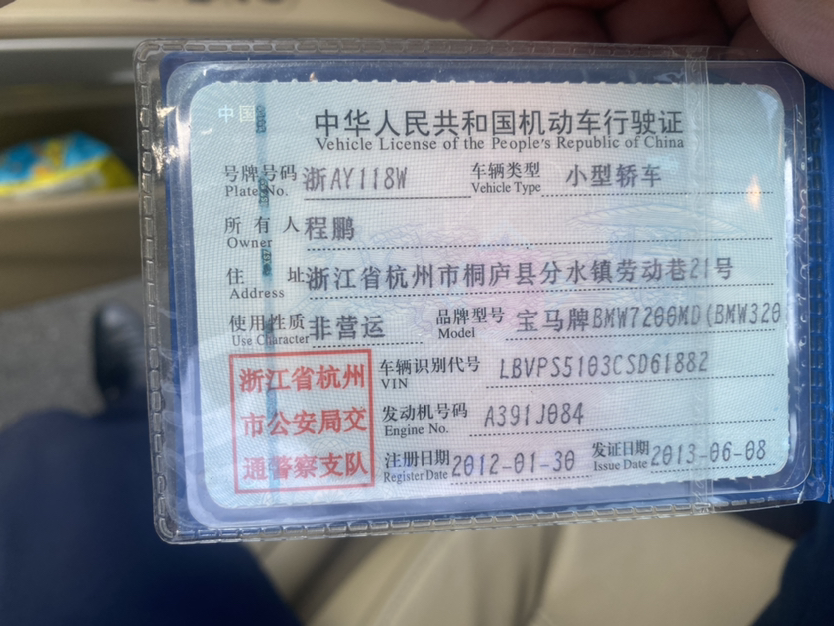 中国
中华人民共和国机动车行驶证
Vehicle License of the People's Republic of China
号牌号码 浙AY118W 车辆类型 小型轿车
Plate No. Vehicle Type
所有人 程鹏
Owner
住址 浙江省杭州市桐庐县分水镇劳动巷21号
Address
使用性质 非营运 品牌型号 宝马牌BMW7200MD(BMW320
Use Character Model
浙江省杭州
市公安局交
通警察支队
车辆识别代号 LBVPS5103CSD61882
VIN
发动机号码 A391J084
Engine No.
注册日期 2012-01-30 发证日期 2013-06-08
Register Date Issue Date